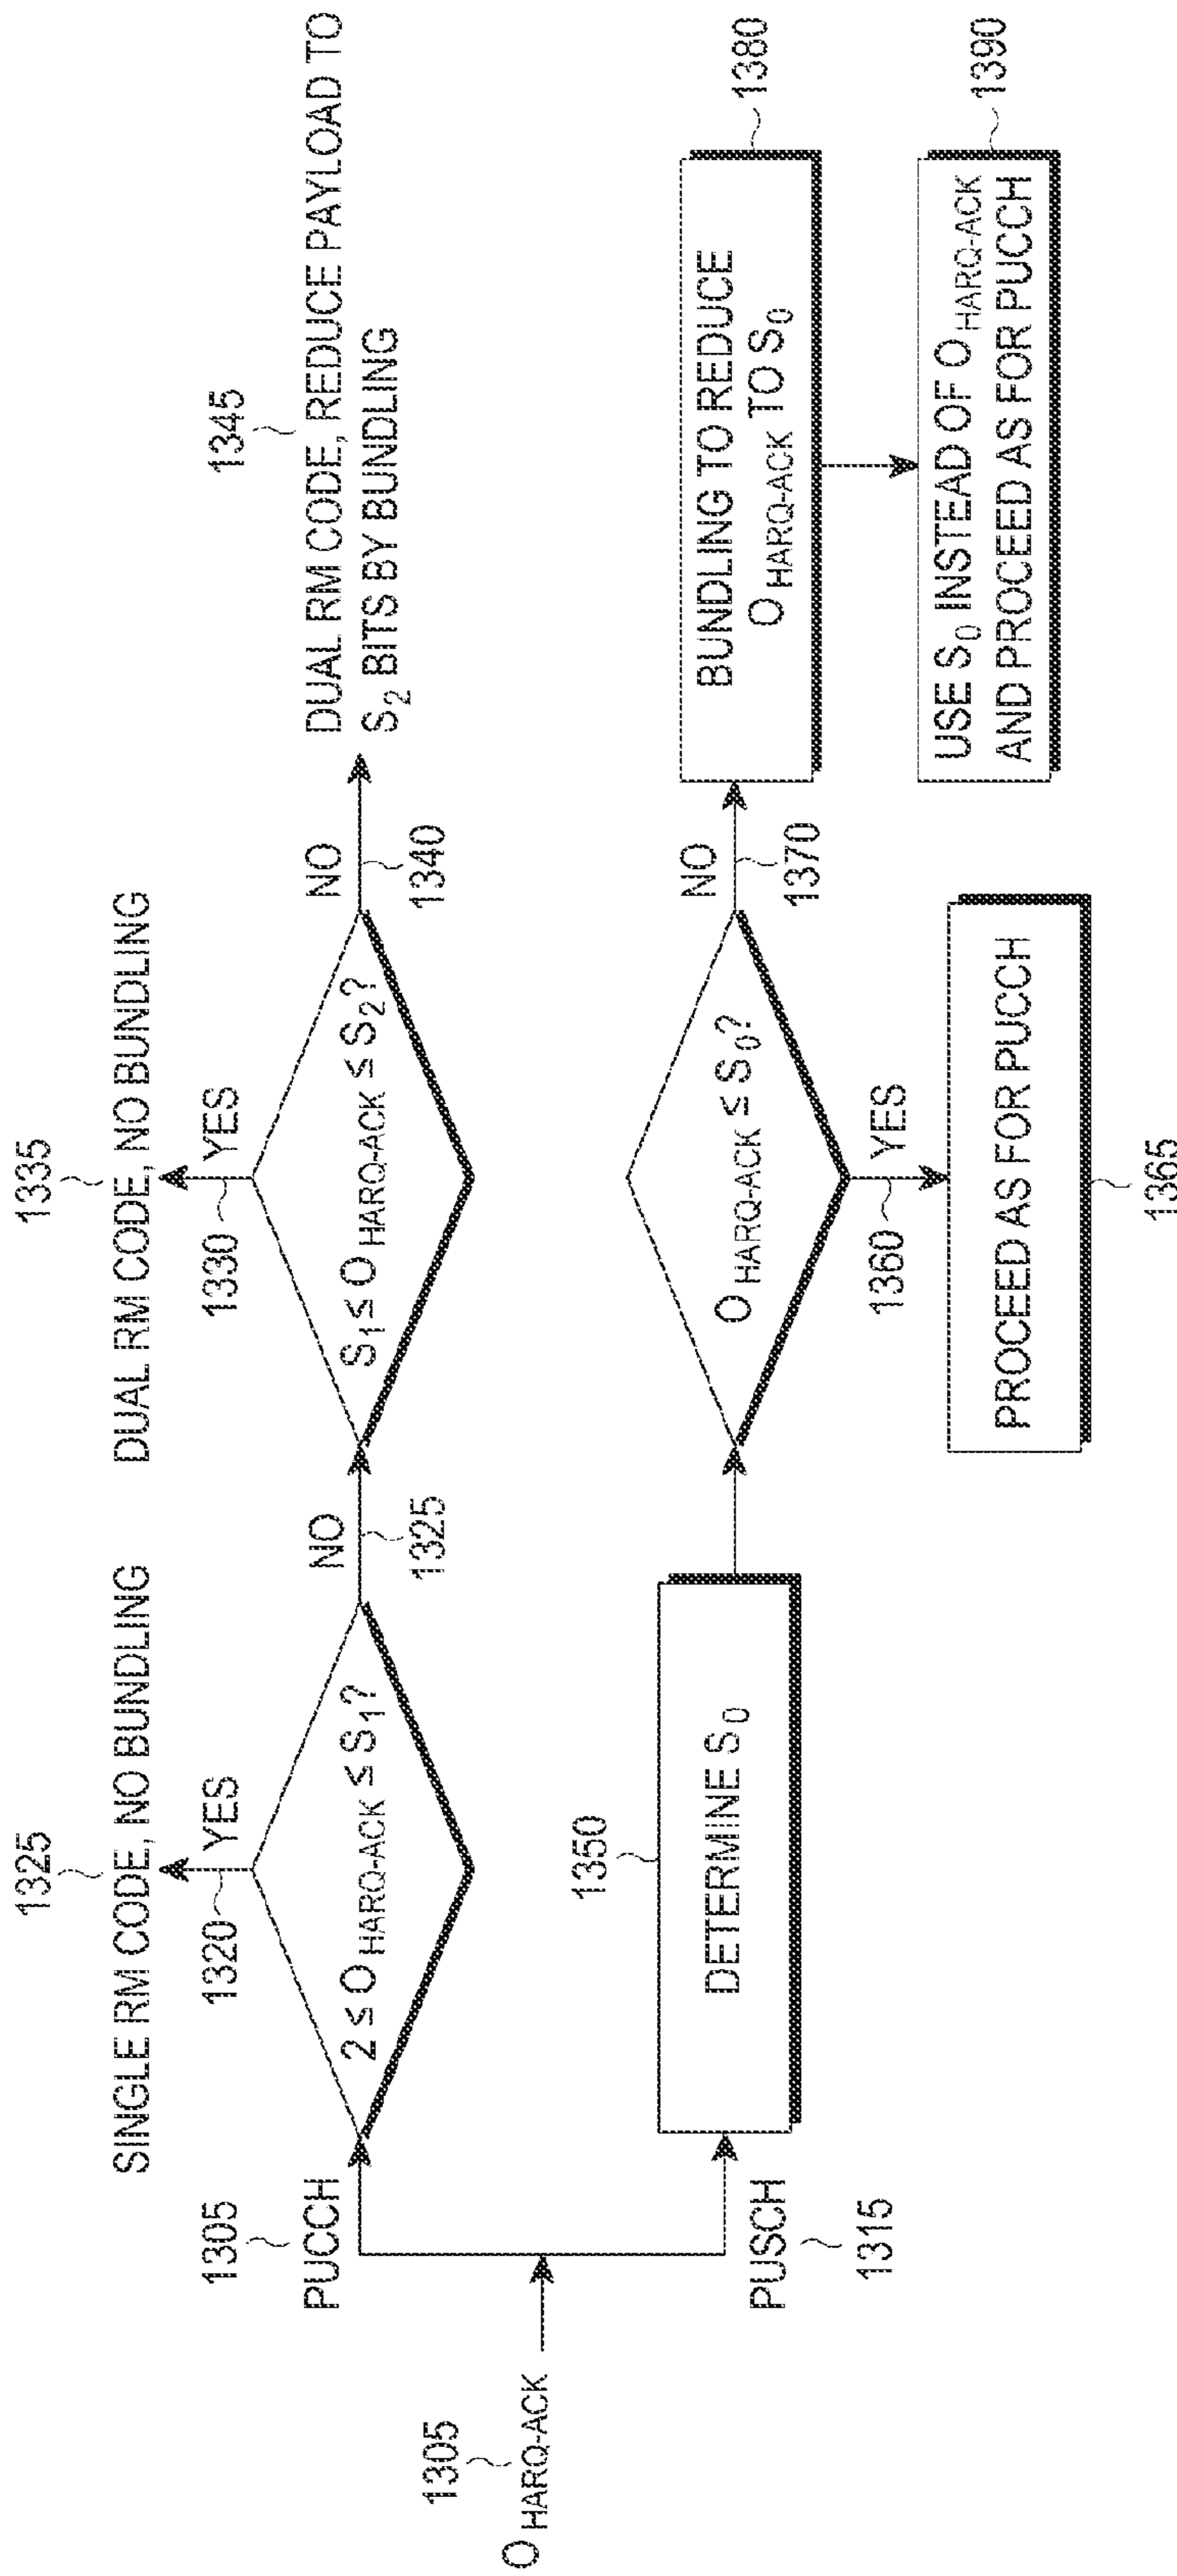 1305
O HARQ-ACK
1305
PUCCH
PUSCH
1315
1325
SINGLE RM CODE, NO BUNDLING
1320
YES
2 ≤ O HARQ-ACK ≤ S1?
NO
1325
1335
DUAL RM CODE, NO BUNDLING
1330
YES
S1 ≤ O HARQ-ACK ≤ S2?
NO
1340
1345
DUAL RM CODE, REDUCE PAYLOAD TO
S2 BITS BY BUNDLING
1350
DETERMINE S0
O HARQ-ACK ≤ S0?
1360
YES
PROCEED AS FOR PUCCH
1365
NO
1370
BUNDLING TO REDUCE
O HARQ-ACK TO S0
1380
USE S0 INSTEAD OF O HARQ-ACK
AND PROCEED AS FOR PUCCH
1390